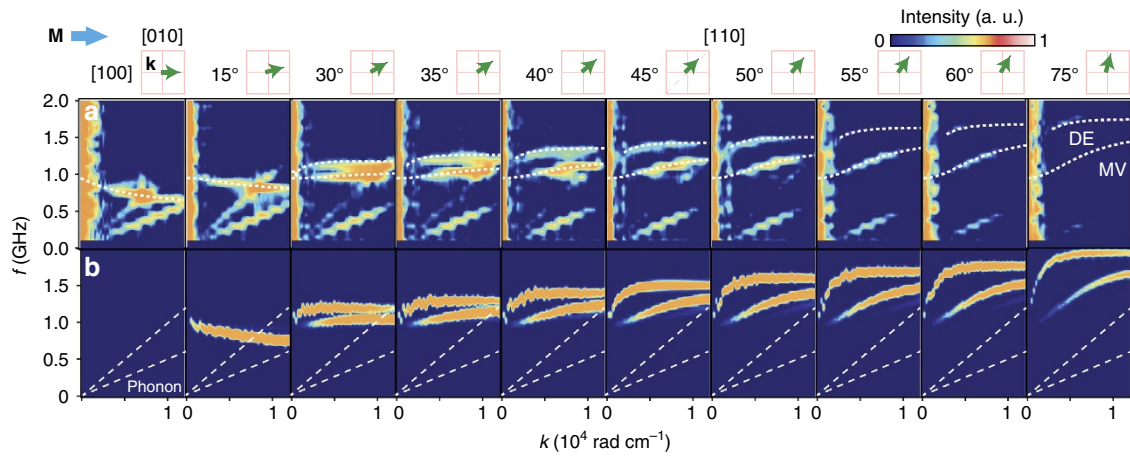 M [010] [110] Intensity (a. u.)
0 1
[100] k 15° 30° 35° 40° 45° 50° 55° 60° 75°
a
2.0
1.5
1.0
0.5
0.0
DE
MV
f (GHz)
b
1.5
1.0
0.5
0
Phonon
1 0 1 0 1 0 1 0 1 0 1 0 1 0 1 0 1 0 1
k (10⁴ rad cm⁻¹)